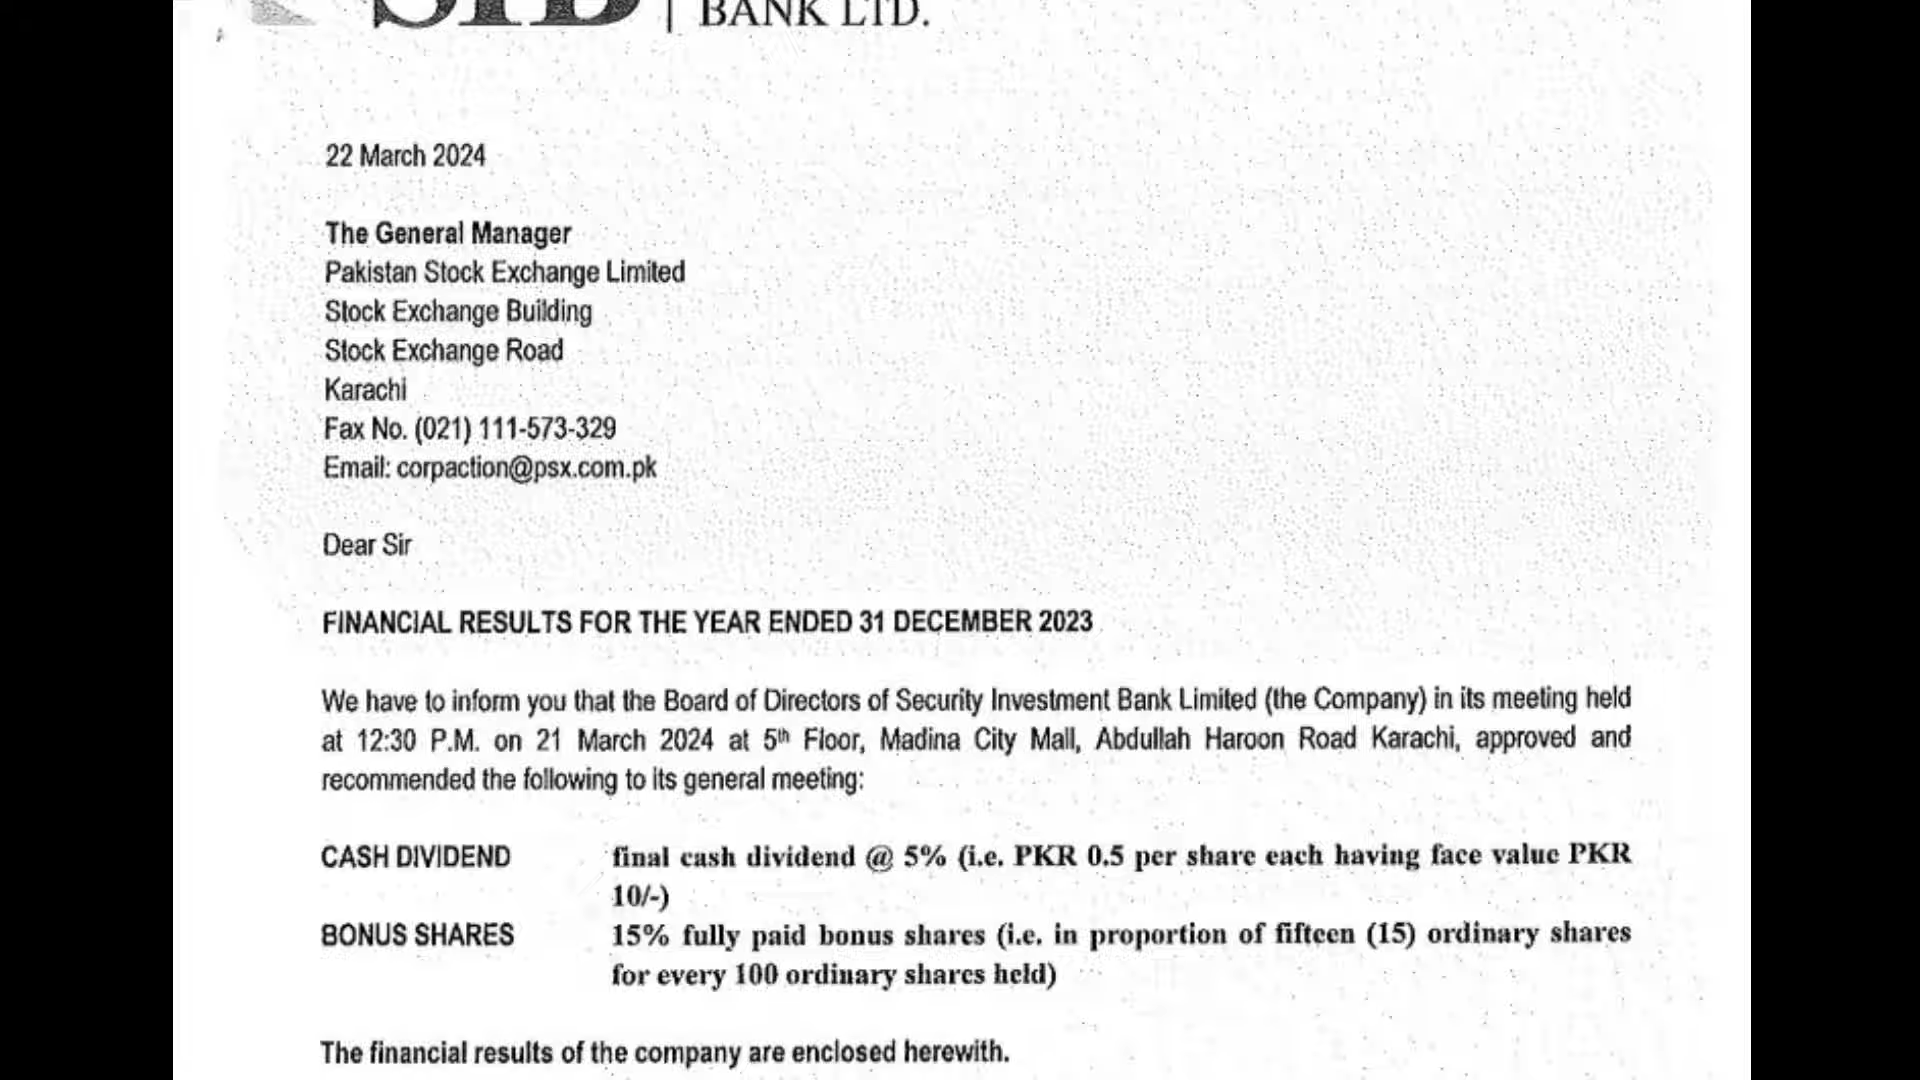 BANK LTD.
22 March 2024
The General Manager
Pakistan Stock Exchange Limited
Stock Exchange Building
Stock Exchange Road
Karachi
Fax No. (021) 111-573-329
Email: corpaction@psx.com.pk
Dear Sir
FINANCIAL RESULTS FOR THE YEAR ENDED 31 DECEMBER 2023
We have to inform you that the Board of Directors of Security Investment Bank Limited (the Company) in its meeting held
at 12:30 P.M. on 21 March 2024 at 5th Floor, Madina City Mall, Abdullah Haroon Road Karachi, approved and
recommended the following to its general meeting:
CASH DIVIDEND final cash dividend @ 5% (i.e. PKR 0.5 per share each having face value PKR
10/-)
BONUS SHARES 15% fully paid bonus shares (i.e. in proportion of fifteen (15) ordinary shares
for every 100 ordinary shares held)
The financial results of the company are enclosed herewith.